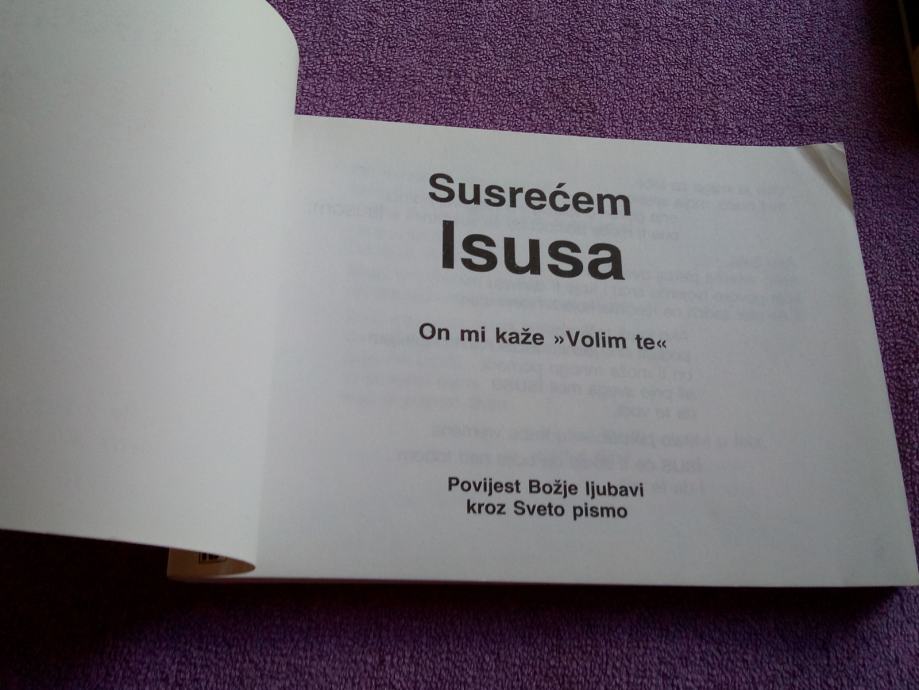 Susrećem
Isusa
On mi kaže »Volim te«
Povijest Božje ljubavi
kroz Sveto pismo